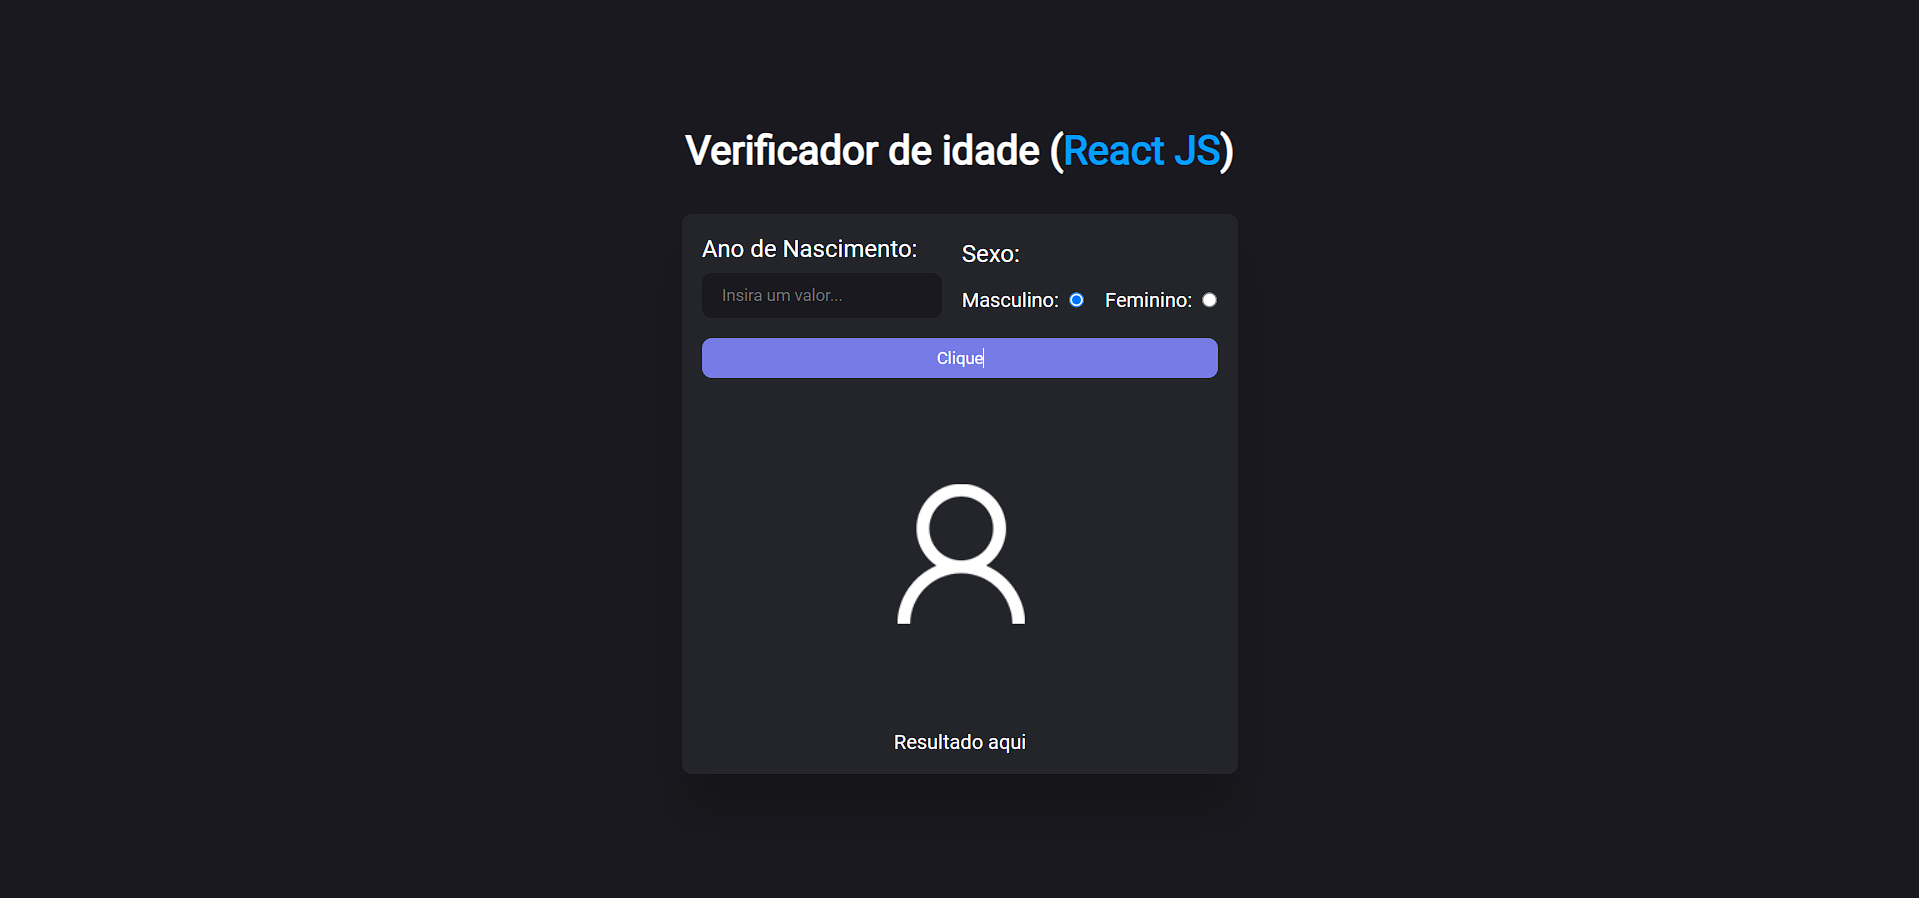 Verificador de idade (React JS)
Ano de Nascimento:
Insira um valor...
Sexo:
Masculino: Feminino:
Clique
Resultado aqui